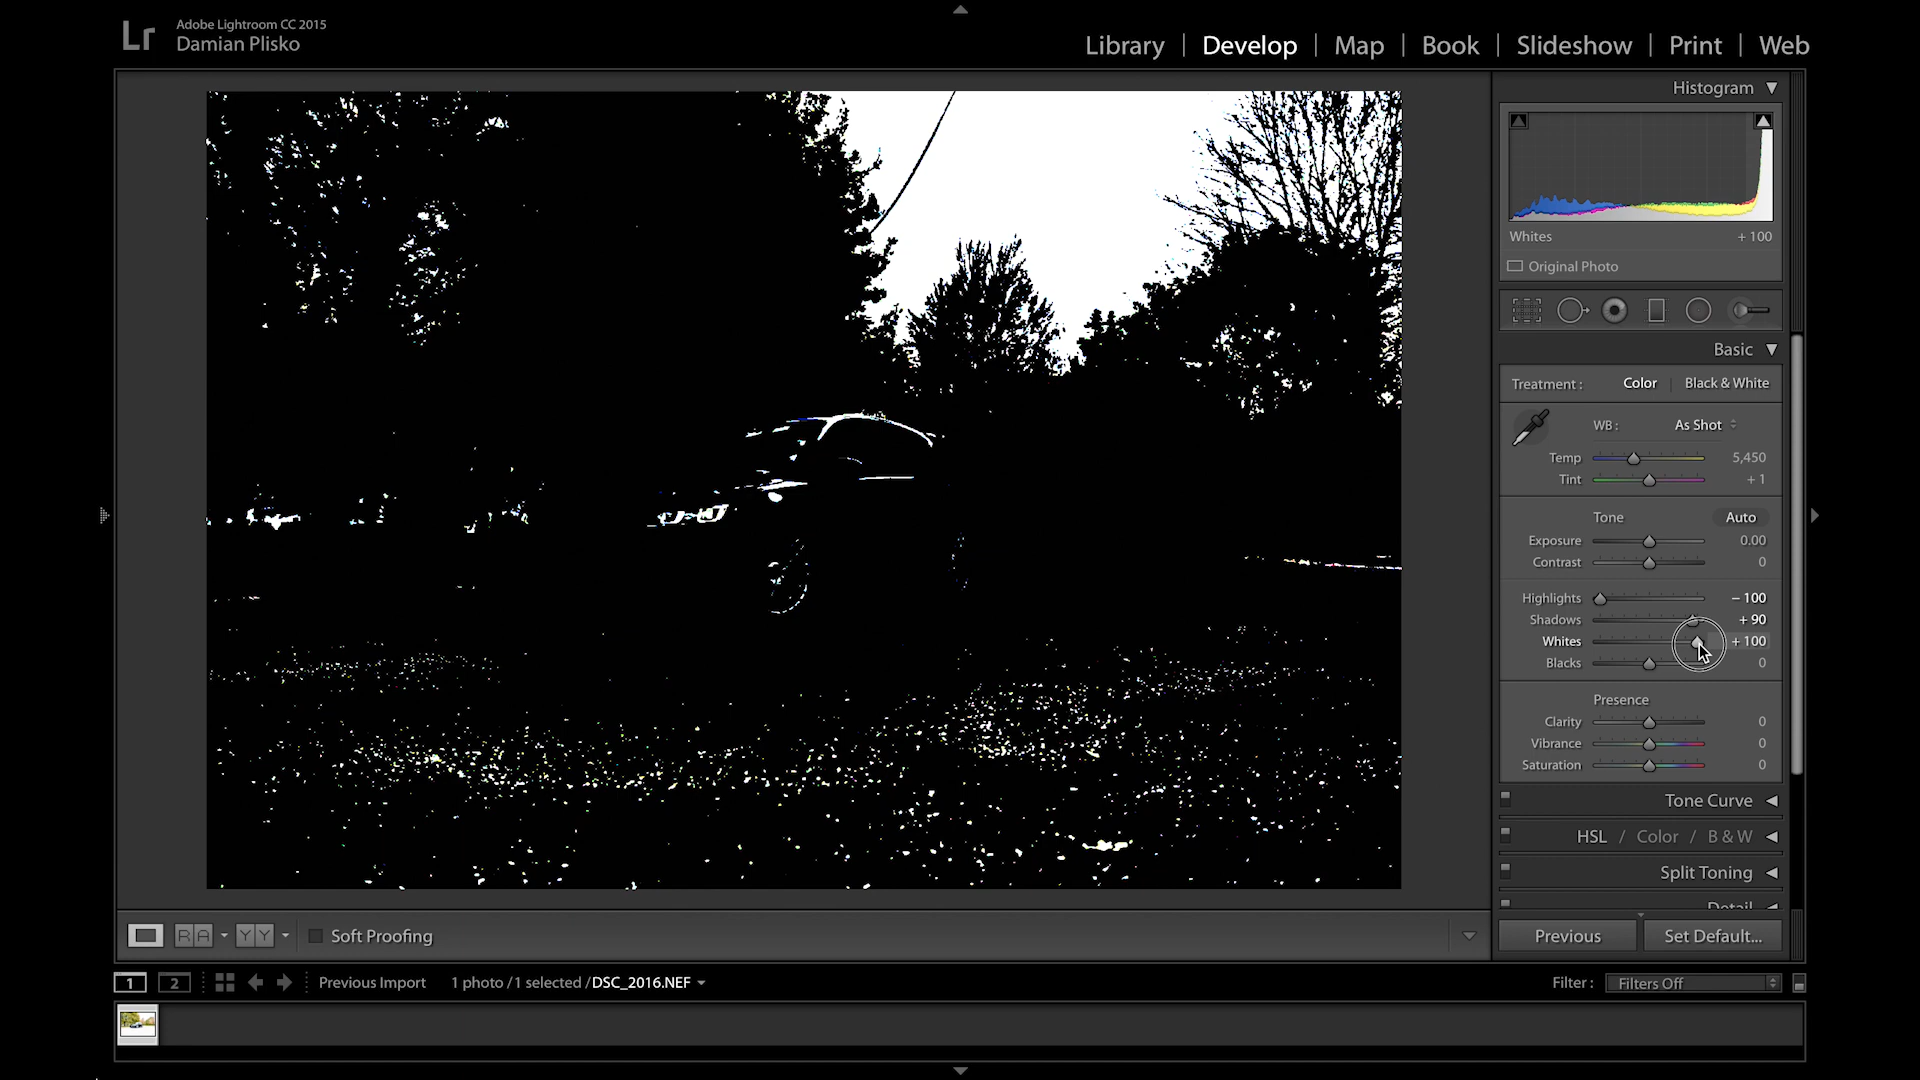 Lr
Adobe Lightroom CC 2015
Damian Plisko
Library | Develop | Map | Book | Slideshow | Print | Web
Histogram
Whites + 100
Original Photo
Basic
Treatment : Color | Black & White
WB : As Shot
Temp 5,450
Tint + 1
Tone Auto
Exposure 0.00
Contrast 0
Highlights – 100
Shadows + 90
Whites + 100
Blacks 0
Presence
Clarity 0
Vibrance 0
Saturation 0
Tone Curve
HSL / Color / B & W
Split Toning
Detail
Previous Set Default...
R A Y Y Soft Proofing
1 2 Previous Import 1 photo / 1 selected / DSC_2016.NEF Filter : Filters Off